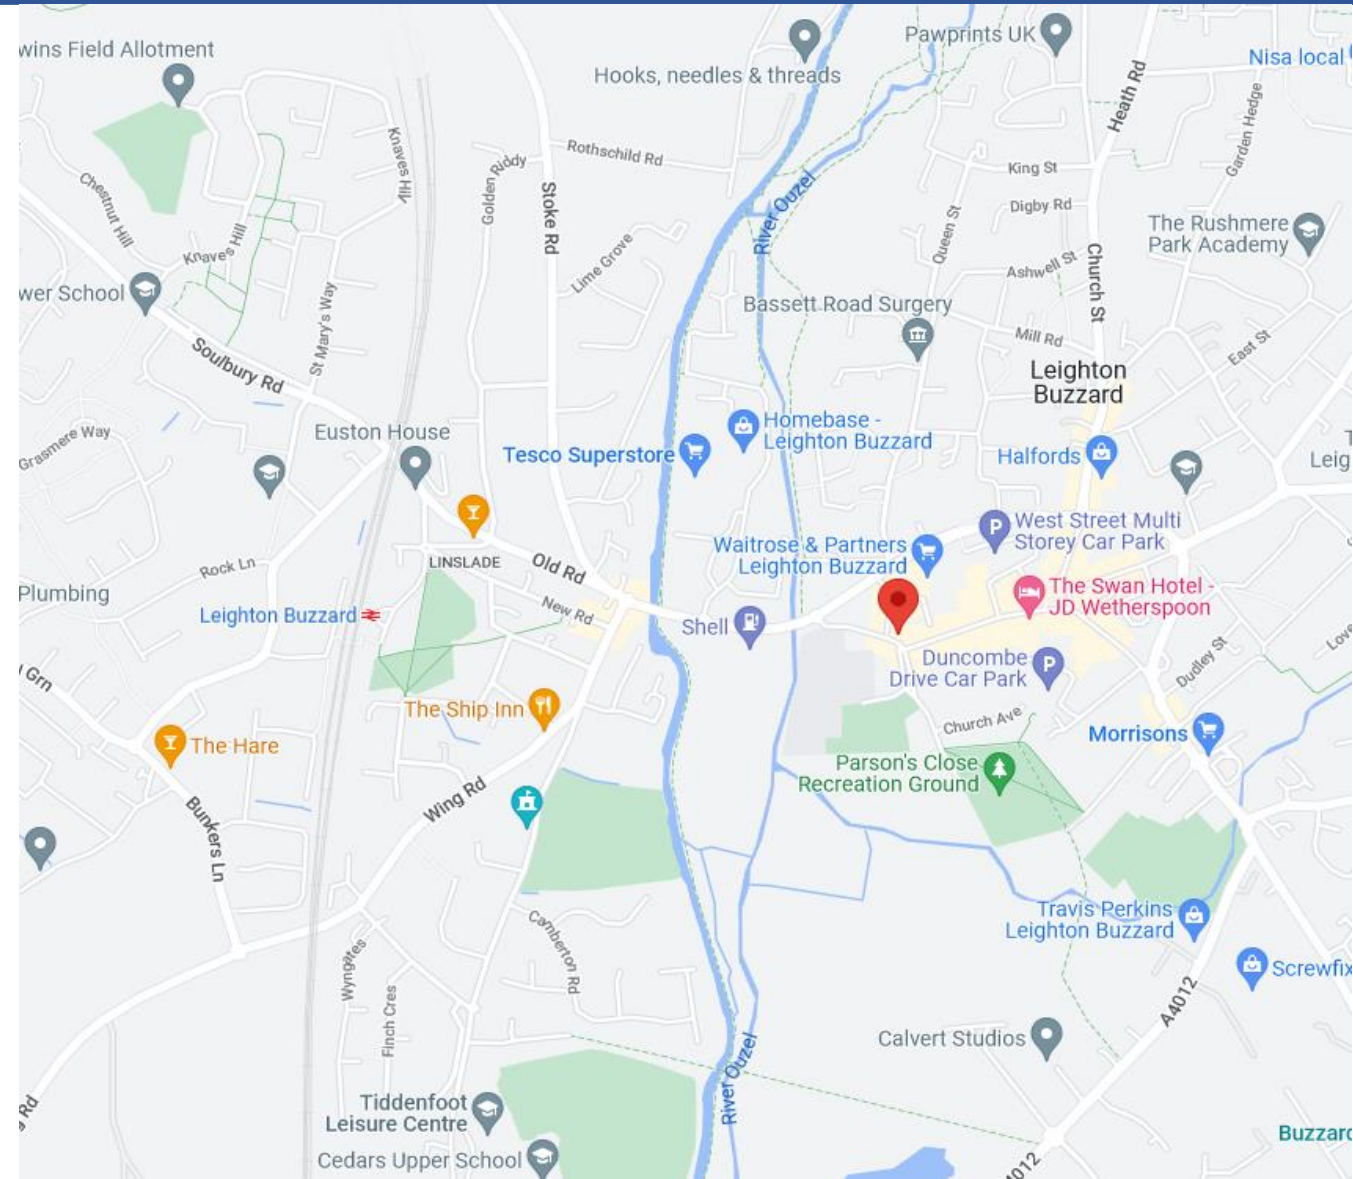 wins Field Allotment
Pawprints UK
Nisa local
Hooks, needles & threads
Heath Rd
Garden Hedge
Knaves Hill
Rothschild Rd
Golden Riddy
King St
Chestnut Hill
Stoke Rd
River Ouzel
Digby Rd
Queen St
The Rushmere
Park Academy
Knaves Hill
Lime Grove
Ashwell St
Church St
wer School
St Mary's Way
Bassett Road Surgery
Soulbury Rd
Mill Rd
East St
Leighton
Buzzard
Grasmere Way
Euston House
Homebase -
Leighton Buzzard
Tesco Superstore
Halfords
Leig
West Street Multi
Storey Car Park
Waitrose & Partners
Leighton Buzzard
LINSLADE
Old Rd
Rock Ln
Plumbing
The Swan Hotel -
JD Wetherspoon
Leighton Buzzard
New Rd
Shell
Love
Dudley St
Grn
Duncombe
Drive Car Park
The Ship Inn
Church Ave
The Hare
Morrisons
Parson's Close
Recreation Ground
Wing Rd
Bunkers Ln
Travis Perkins
Leighton Buzzard
Camberton Rd
Wyngates
Screwfix
Finch Cres
A4012
Calvert Studios
River Ouzel
Tiddenfoot
Leisure Centre
Rd
Buzzard
Cedars Upper School
4012